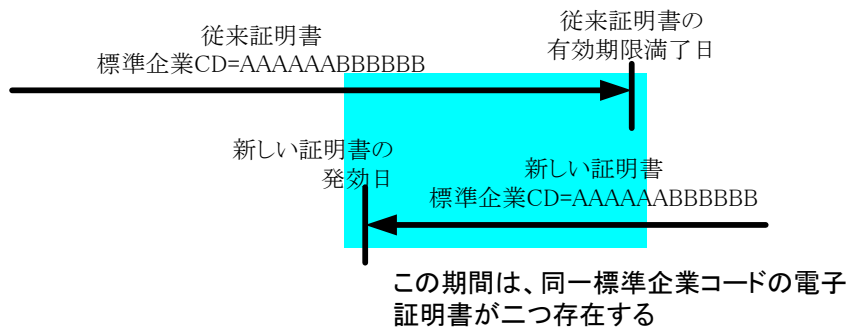 従来証明書
標準企業CD=AAAAAABBBBBB
従来証明書の
有効期限満了日
新しい証明書の
発効日
新しい証明書
標準企業CD=AAAAAABBBBBB
この期間は、同一標準企業コードの電子
証明書が二つ存在する